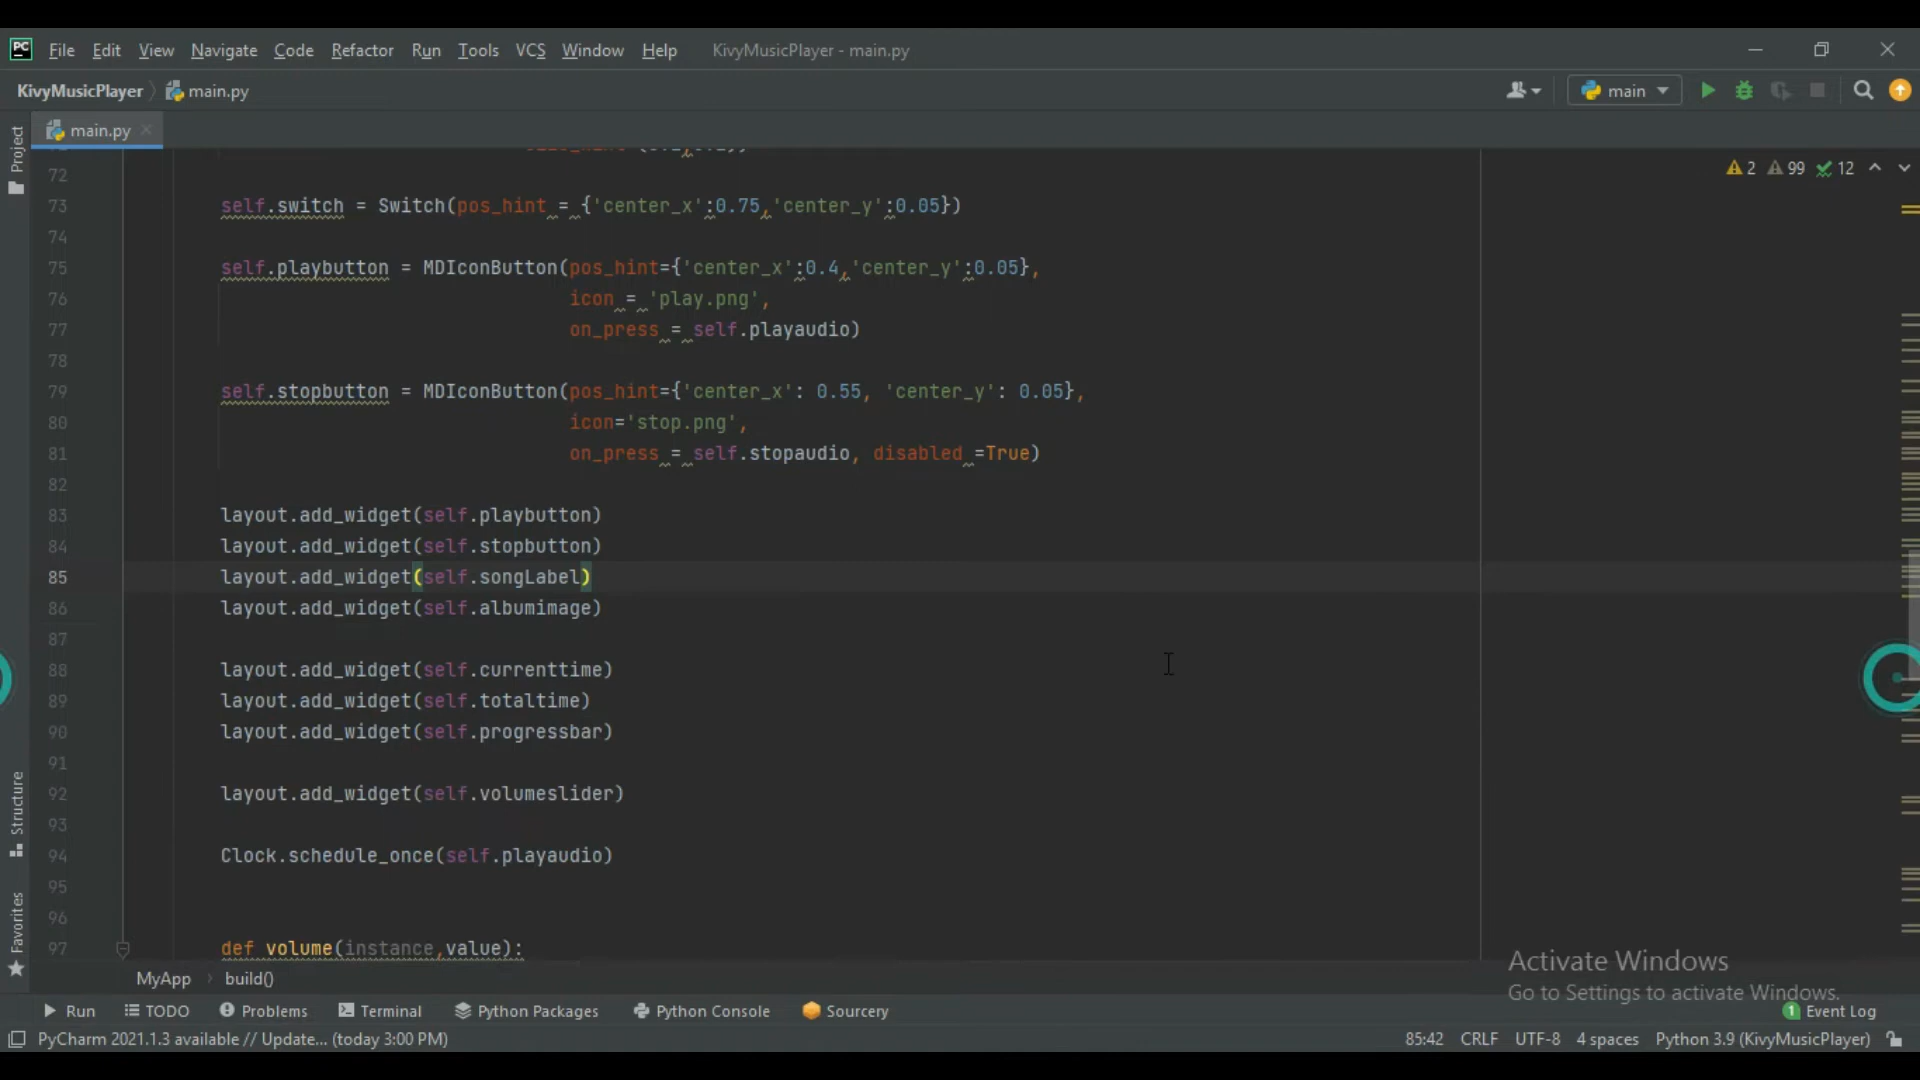 PC File Edit View Navigate Code Refactor Run Tools VCS Window Help KivyMusicPlayer - main.py
KivyMusicPlayer main.py main
main.py
Project
2 99 12
72
73 self.switch = Switch(pos_hint = {'center_x':0.75,'center_y':0.05})
74
75 self.playbutton = MDIconButton(pos_hint={'center_x':0.4,'center_y':0.05},
76 icon = 'play.png',
77 on_press = self.playaudio)
78
79 self.stopbutton = MDIconButton(pos_hint={'center_x': 0.55, 'center_y': 0.05},
80 icon='stop.png',
81 on_press = self.stopaudio, disabled =True)
82
83 layout.add_widget(self.playbutton)
84 layout.add_widget(self.stopbutton)
85 layout.add_widget(self.songLabel)
86 layout.add_widget(self.albumimage)
87
88 layout.add_widget(self.currenttime)
89 layout.add_widget(self.totaltime)
90 layout.add_widget(self.progressbar)
91
92 layout.add_widget(self.volumeslider)
93
94 Clock.schedule_once(self.playaudio)
95
96
97 def volume(instance,value):
Structure
Favorites
Activate Windows
Go to Settings to activate Windows.
MyApp build()
Run TODO Problems Terminal Python Packages Python Console Sourcery 1 Event Log
PyCharm 2021.1.3 available // Update... (today 3:00 PM) 85:42 CRLF UTF-8 4 spaces Python 3.9 (KivyMusicPlayer)